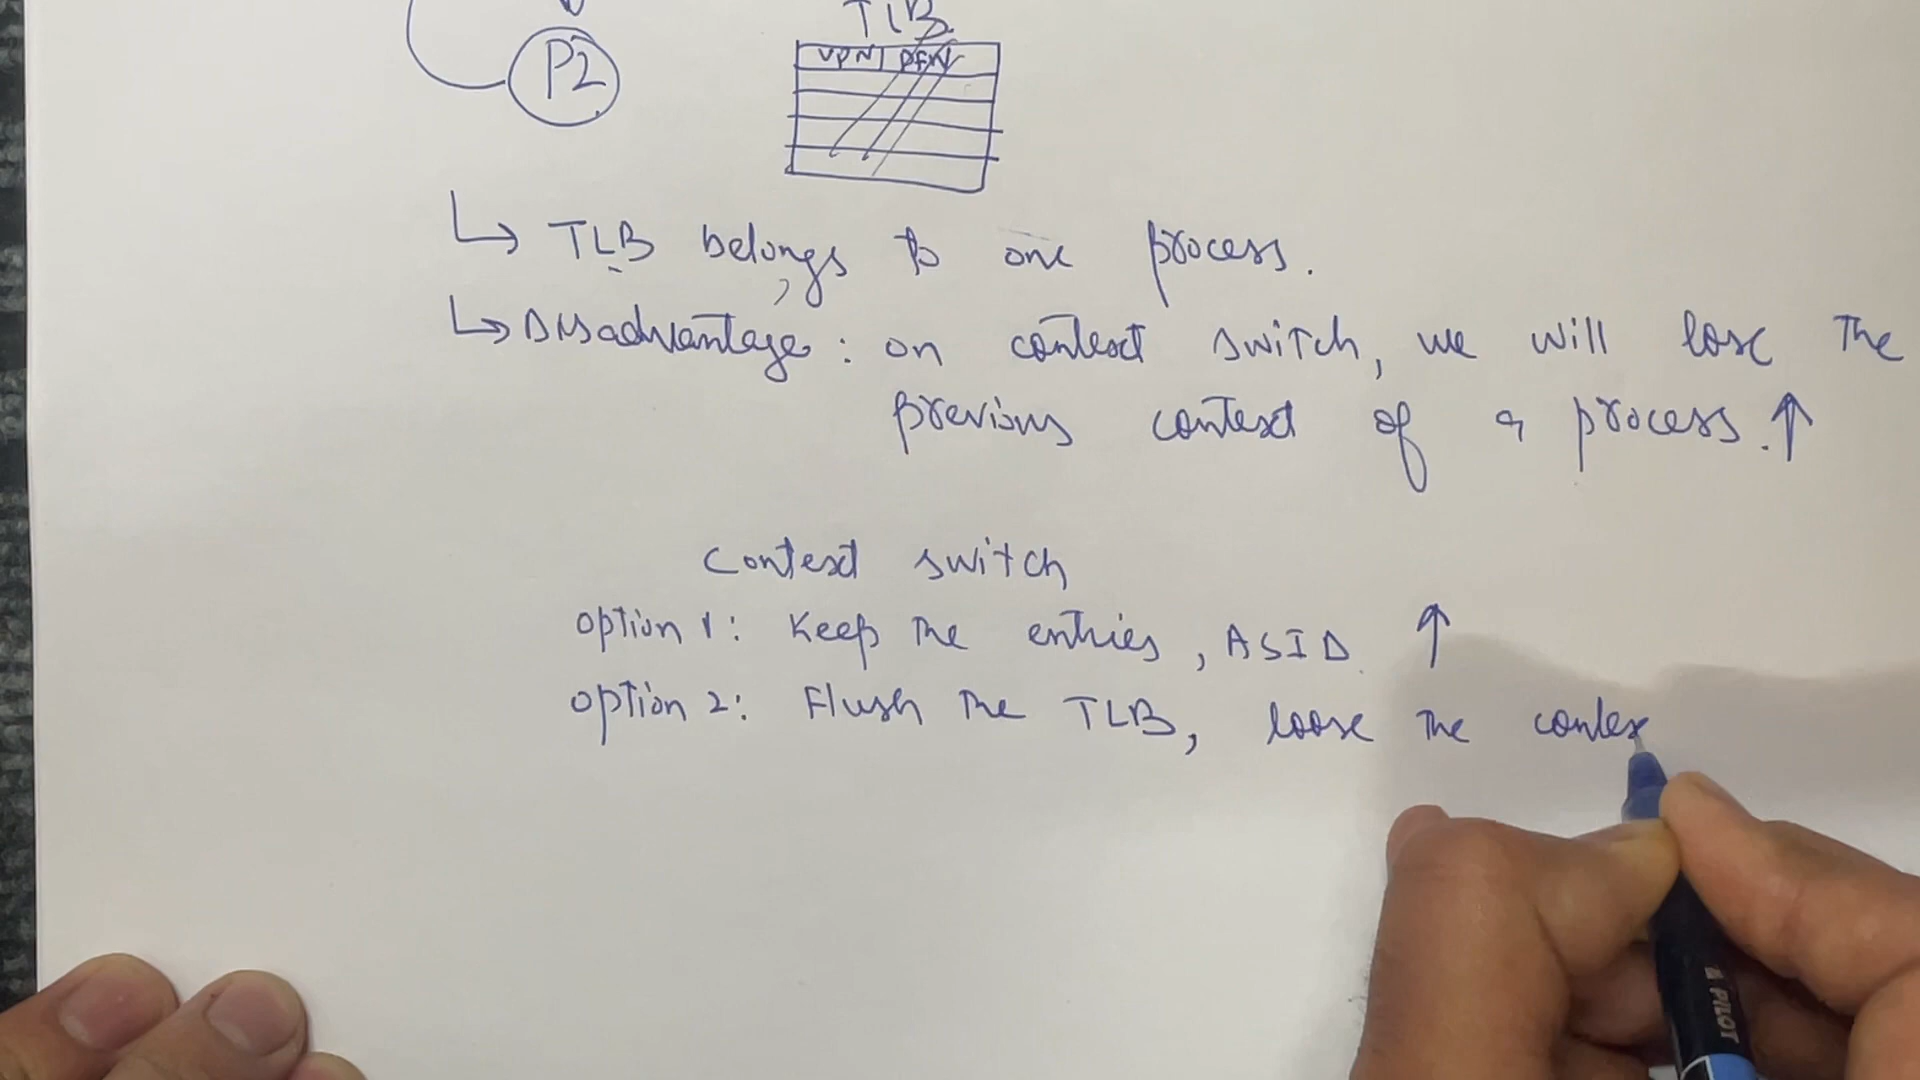 TLB
P2
VPN PFN
↳ TLB belongs to one process.
↳ Disadvantage: on context switch, we will lose the
previous context of a process. ↑
Context switch
option 1: Keep the entries, ASID ↑
option 2: Flush the TLB, loose the contex
A PILOT